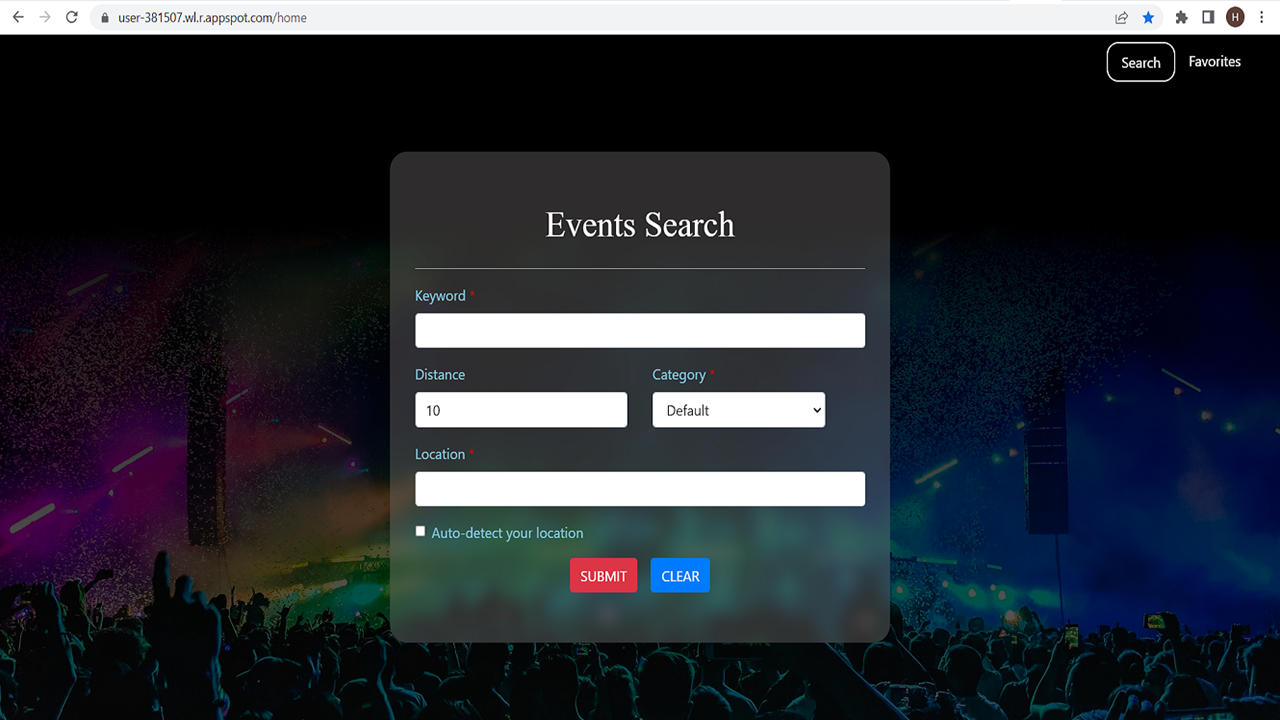 user-381507.wl.r.appspot.com/home
H
Search Favorites
Events Search
Keyword *
Distance Category *
10 Default
Location *
Auto-detect your location
SUBMIT CLEAR